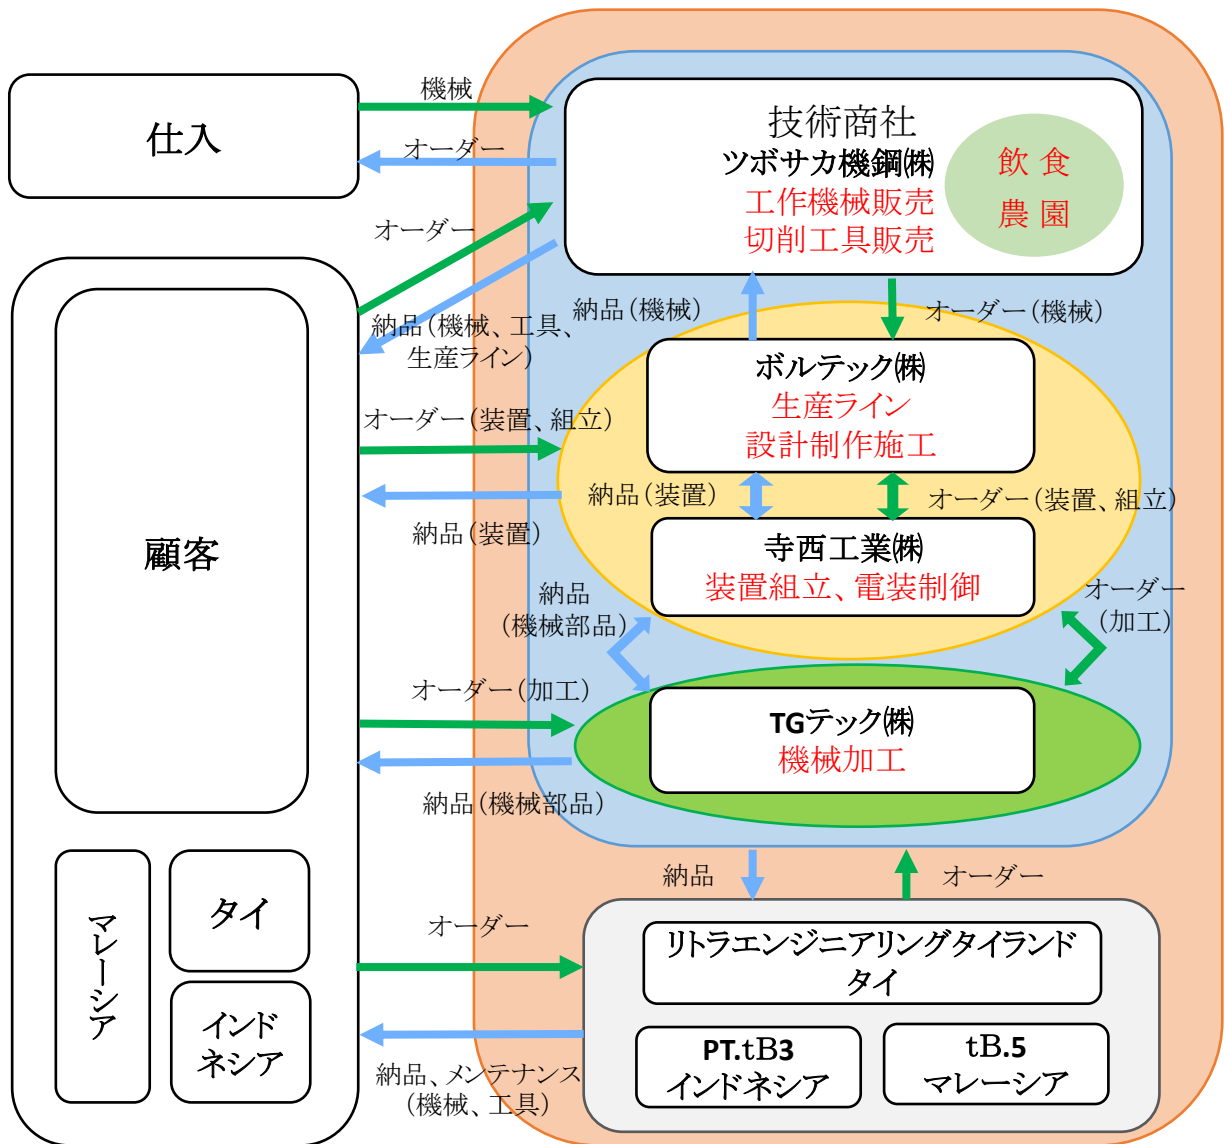 機械
仕入
オーダー
技術商社
ツボサカ機鋼㈱
工作機械販売
切削工具販売
飲 食
農 園
オーダー
納品（機械、工具、
生産ライン）
納品（機械）
オーダー（機械）
ボルテック㈱
生産ライン
設計制作施工
オーダー（装置、組立）
納品（装置）
納品（装置）
オーダー（装置、組立）
顧客
寺西工業㈱
装置組立、電装制御
納品
（機械部品）
オーダー
（加工）
オーダー（加工）
TGテック㈱
機械加工
納品（機械部品）
納品
オーダー
マレーシア
タイ
インド
ネシア
オーダー
リトラエンジニアリングタイランド
タイ
PT.tB3
インドネシア
tB.5
マレーシア
納品、メンテナンス
（機械、工具）